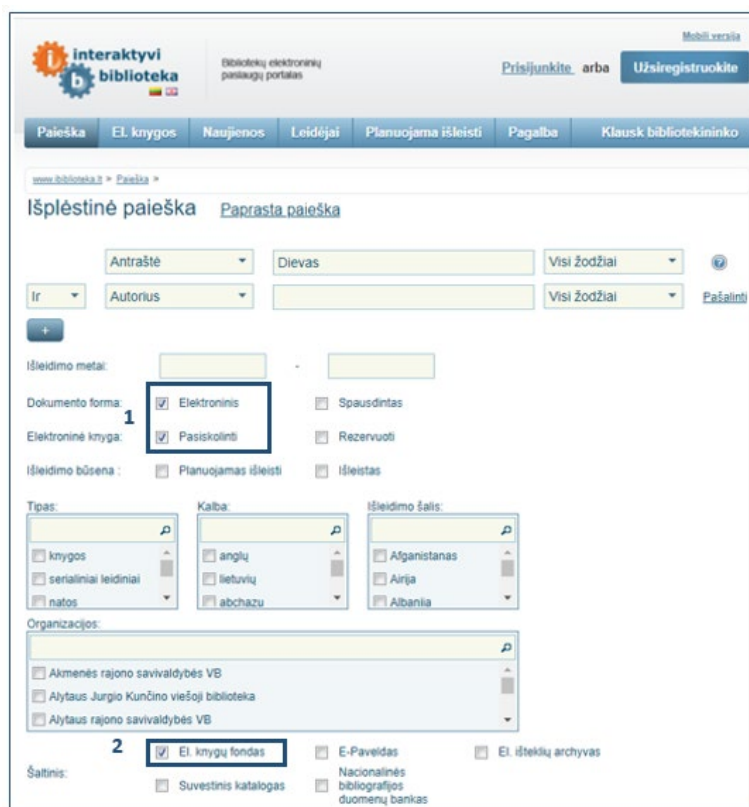 Mobili versija
interaktyvi
biblioteka
Bibliotekų elektroninių
paslaugų portalas
Prisijunkite arba Užsiregistruokite
Paieška El. knygos Naujienos Leidėjai Planuojama išleisti Pagalba Klausk bibliotekininko
www.ibiblioteka.lt » Paieška »
Išplėstinė paieška Paprasta paieška
Antraštė Dievas Visi žodžiai
Ir Autorius Visi žodžiai Pašalinti
+
Išleidimo metai: -
Dokumento forma: Elektroninis Spausdintas
1
Elektroninė knyga: Pasiskolinti Rezervuoti
Išleidimo būsena : Planuojamas išleisti Išleistas
Tipas: Kalba: Išleidimo šalis:
knygos anglų Afganistanas
serialiniai leidiniai lietuvių Airija
natos abchazu Albanija
Organizacijos:
Akmenės rajono savivaldybės VB
Alytaus Jurgio Kunčino viešoji biblioteka
Alytaus rajono savivaldybės VB
2 El. knygų fondas E-Paveldas El. išteklių archyvas
Šaltinis:
Suvestinis katalogas Nacionalinės
bibliografijos
duomenų bankas